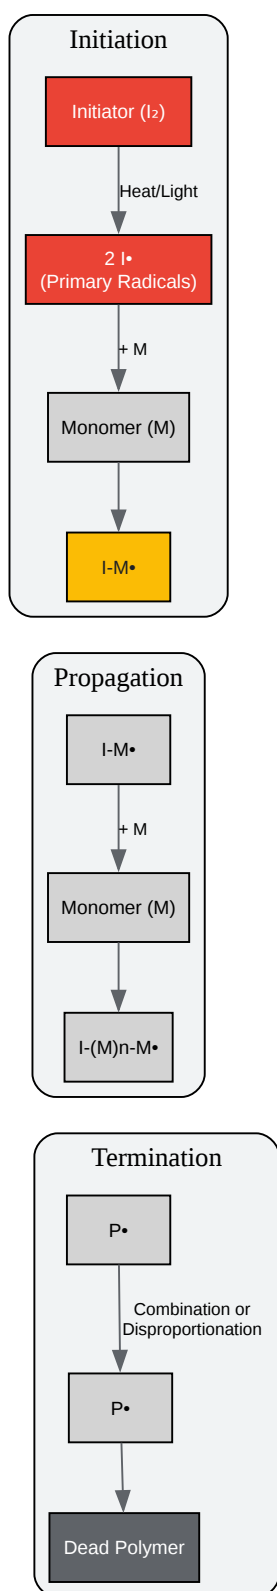 Initiation
Initiator (I₂)
Heat/Light
2 I•
(Primary Radicals)
+ M
Monomer (M)
I-M•
Propagation
I-M•
+ M
Monomer (M)
I-(M)n-M•
Termination
P•
Combination or
Disproportionation
P•
Dead Polymer